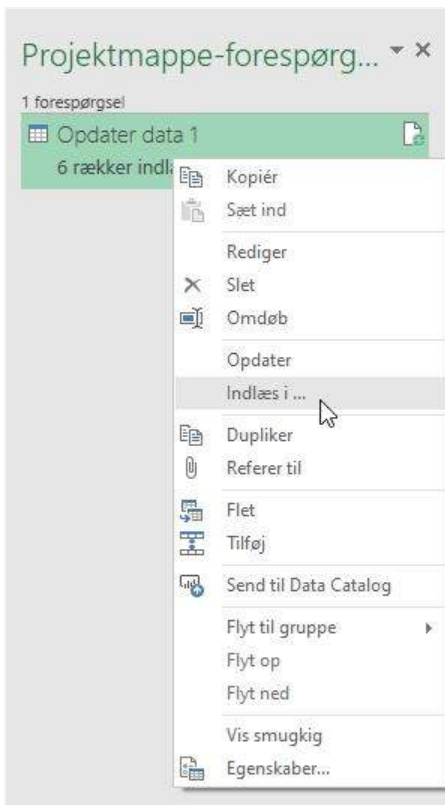 Projektmappe-forespørg...
1 forespørgsel
Opdater data 1
6 rækker indl
Kopiér
Sæt ind
Rediger
Slet
Omdøb
Opdater
Indlæs i ...
Dupliker
Referer til
Flet
Tilføj
Send til Data Catalog
Flyt til gruppe
Flyt op
Flyt ned
Vis smugkig
Egenskaber...